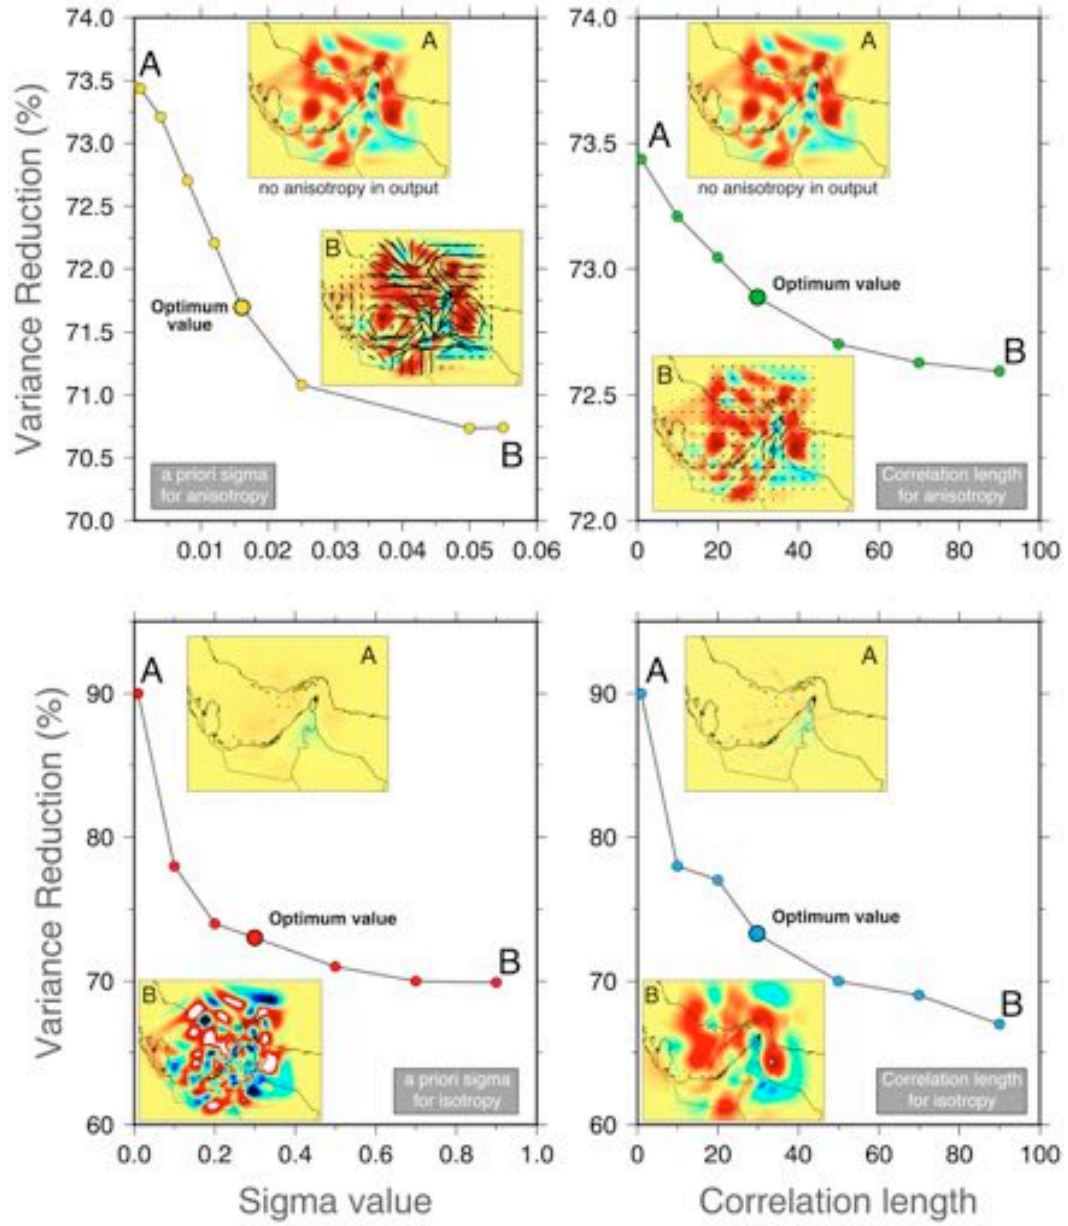 74.0
73.5
73.0
72.5
72.0
71.5
71.0
70.5
70.0
Variance Reduction (%)
A
A
no anisotropy in output
B
Optimum
value
B
a priori sigma
for anisotropy
0.01 0.02 0.03 0.04 0.05 0.06
74.0
73.5
73.0
72.5
72.0
A
A
no anisotropy in output
Optimum value
B
B
Correlation length
for anisotropy
0 20 40 60 80 100
90
80
70
60
Variance Reduction (%)
A
A
Optimum value
B
B
a priori sigma
for isotropy
0.0 0.2 0.4 0.6 0.8 1.0
Sigma value
90
80
70
60
A
A
Optimum value
B
B
Correlation length
for isotropy
0 20 40 60 80 100
Correlation length